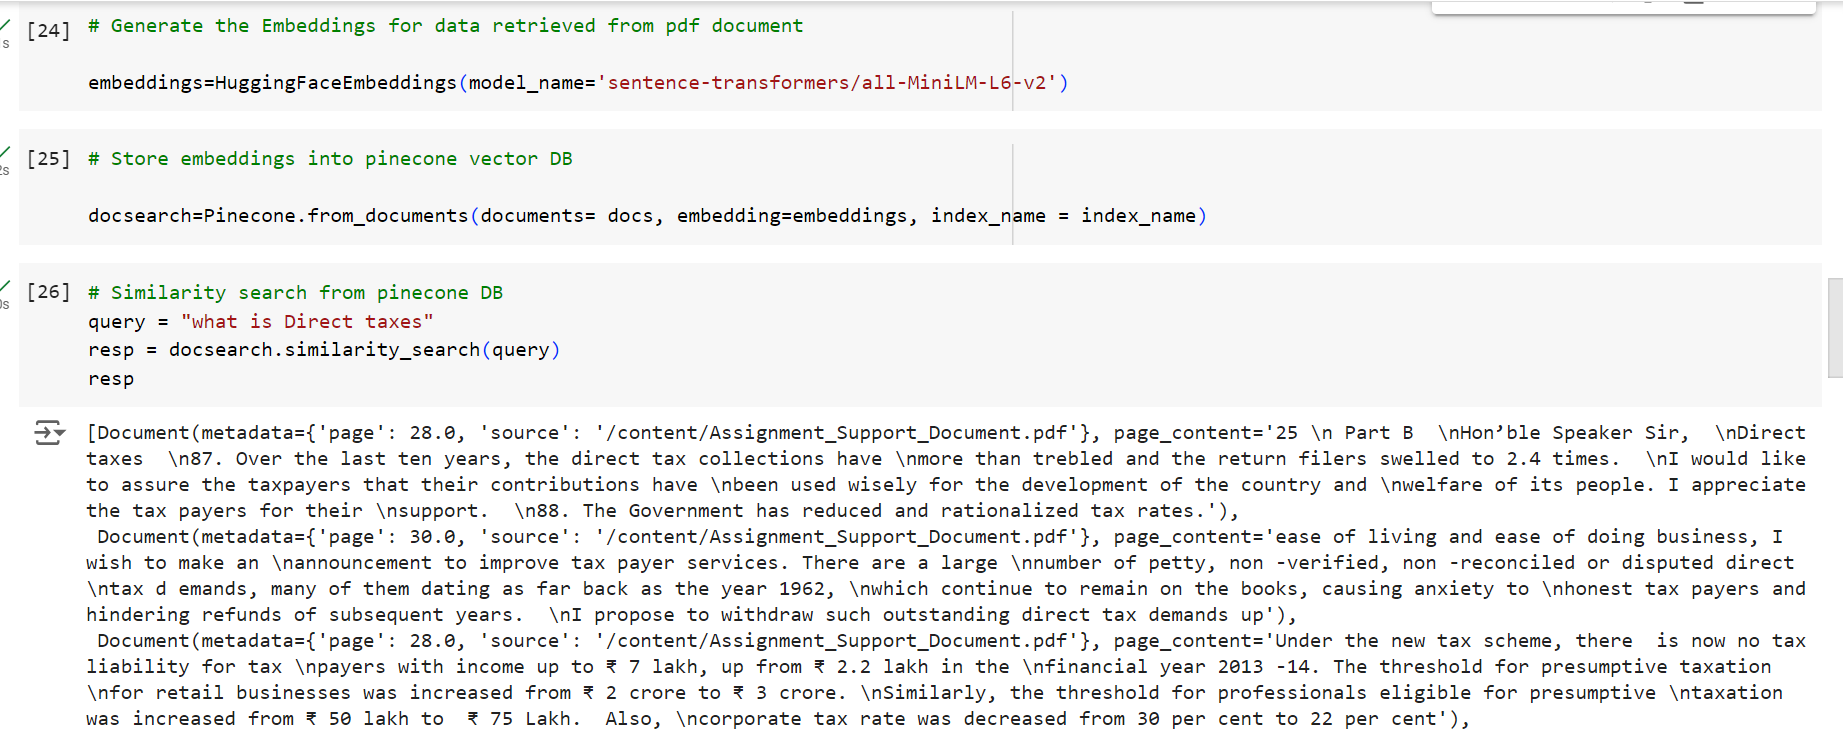 [24] # Generate the Embeddings for data retrieved from pdf document
embeddings=HuggingFaceEmbeddings(model_name='sentence-transformers/all-MiniLM-L6-v2')
s
[25] # Store embeddings into pinecone vector DB
2s
docsearch=Pinecone.from_documents(documents= docs, embedding=embeddings, index_name = index_name)
[26] # Similarity search from pinecone DB
0s
query = "what is Direct taxes"
resp = docsearch.similarity_search(query)
resp
[Document(metadata={'page': 28.0, 'source': '/content/Assignment_Support_Document.pdf'}, page_content='25 \n Part B  \nHon’ble Speaker Sir,  \nDirect
taxes  \n87. Over the last ten years, the direct tax collections have \nmore than trebled and the return filers swelled to 2.4 times.  \nI would like
to assure the taxpayers that their contributions have \nbeen used wisely for the development of the country and \nwelfare of its people. I appreciate
the tax payers for their \nsupport.  \n88. The Government has reduced and rationalized tax rates.'),
Document(metadata={'page': 30.0, 'source': '/content/Assignment_Support_Document.pdf'}, page_content='ease of living and ease of doing business, I
wish to make an \nannouncement to improve tax payer services. There are a large \nnumber of petty, non -verified, non -reconciled or disputed direct
\ntax d emands, many of them dating as far back as the year 1962, \nwhich continue to remain on the books, causing anxiety to \nhonest tax payers and
hindering refunds of subsequent years.  \nI propose to withdraw such outstanding direct tax demands up'),
Document(metadata={'page': 28.0, 'source': '/content/Assignment_Support_Document.pdf'}, page_content='Under the new tax scheme, there  is now no tax
liability for tax \npayers with income up to ₹ 7 lakh, up from ₹ 2.2 lakh in the \nfinancial year 2013 -14. The threshold for presumptive taxation
\nfor retail businesses was increased from ₹ 2 crore to ₹ 3 crore. \nSimilarly, the threshold for professionals eligible for presumptive \ntaxation
was increased from ₹ 50 lakh to  ₹ 75 Lakh.  Also, \ncorporate tax rate was decreased from 30 per cent to 22 per cent'),